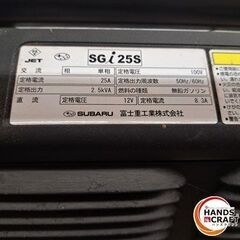 JET SGi25S
交流 相 単相 定格電圧 100V
定格電流 25A 定格出力周波数 50Hz/60Hz
定格出力 2.5kVA 燃料の種類 無鉛ガソリン
直流 定格電圧 12V 定格電流 8.3A
SUBARU 富士重工業株式会社
HANDS CRAFT